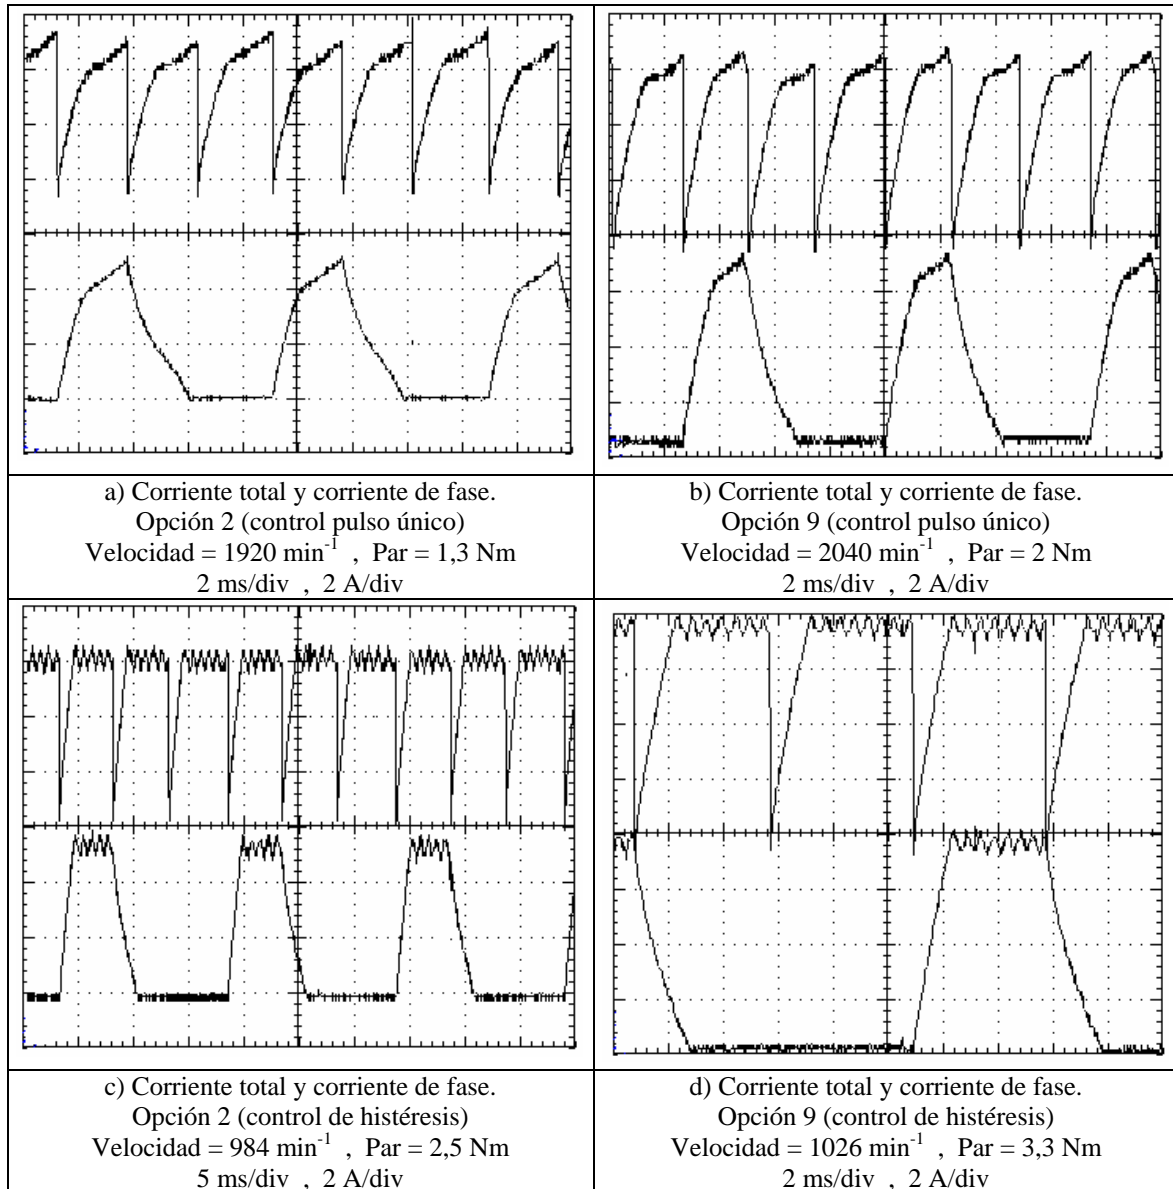 a) Corriente total y corriente de fase.
Opción 2 (control pulso único)
Velocidad = 1920 min⁻¹ , Par = 1,3 Nm
2 ms/div , 2 A/div
b) Corriente total y corriente de fase.
Opción 9 (control pulso único)
Velocidad = 2040 min⁻¹ , Par = 2 Nm
2 ms/div , 2 A/div
c) Corriente total y corriente de fase.
Opción 2 (control de histéresis)
Velocidad = 984 min⁻¹ , Par = 2,5 Nm
5 ms/div , 2 A/div
d) Corriente total y corriente de fase.
Opción 9 (control de histéresis)
Velocidad = 1026 min⁻¹ , Par = 3,3 Nm
2 ms/div , 2 A/div